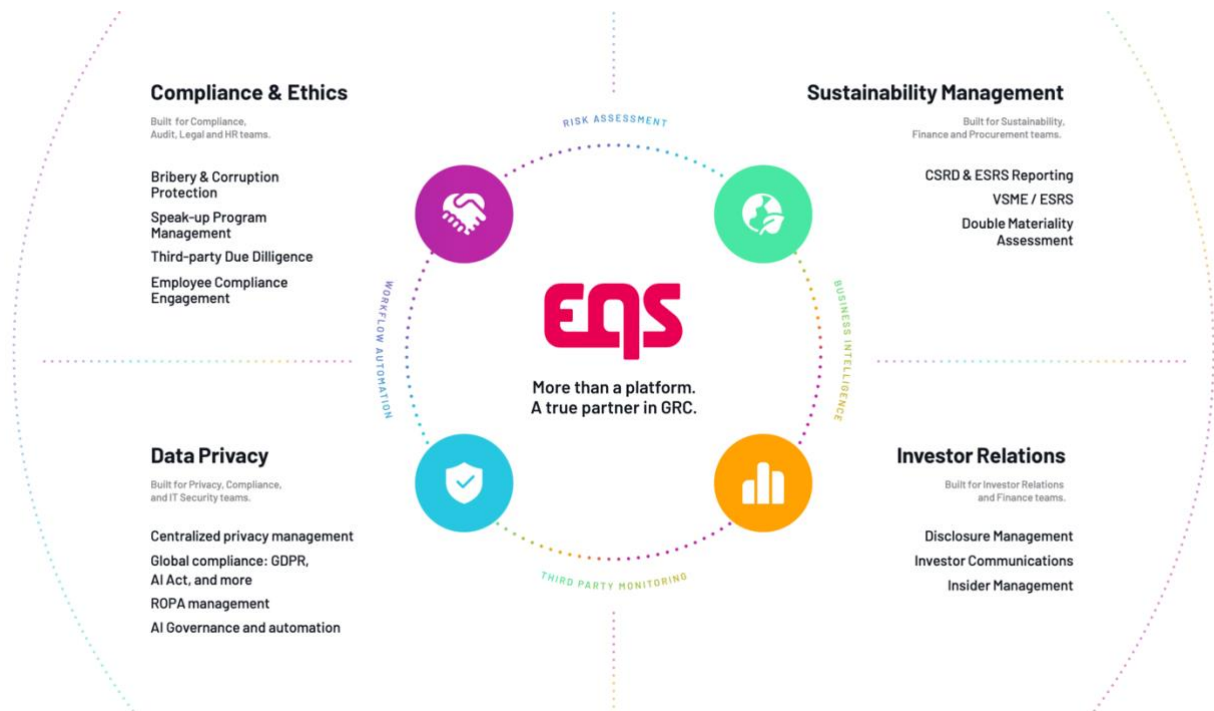 Compliance & Ethics
Built for Compliance,
Audit, Legal and HR teams.
Bribery & Corruption
Protection
Speak-up Program
Management
Third-party Due Dilligence
Employee Compliance
Engagement
RISK ASSESSMENT
Sustainability Management
Built for Sustainability,
Finance and Procurement teams.
CSRD & ESRS Reporting
VSME / ESRS
Double Materiality
Assessment
WORKFLOW AUTOMATION
EQS
More than a platform.
A true partner in GRC.
BUSINESS INTELLIGENCE
Data Privacy
Built for Privacy, Compliance,
and IT Security teams.
Centralized privacy management
Global compliance: GDPR,
AI Act, and more
ROPA management
AI Governance and automation
THIRD PARTY MONITORING
Investor Relations
Built for Investor Relations
and Finance teams.
Disclosure Management
Investor Communications
Insider Management